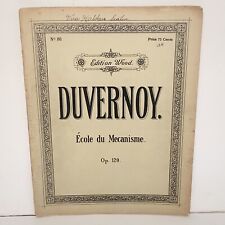 No 86
Price 75 Cents
Edition Wood.
DUVERNOY.
École du Mecanisme.
Op. 120.